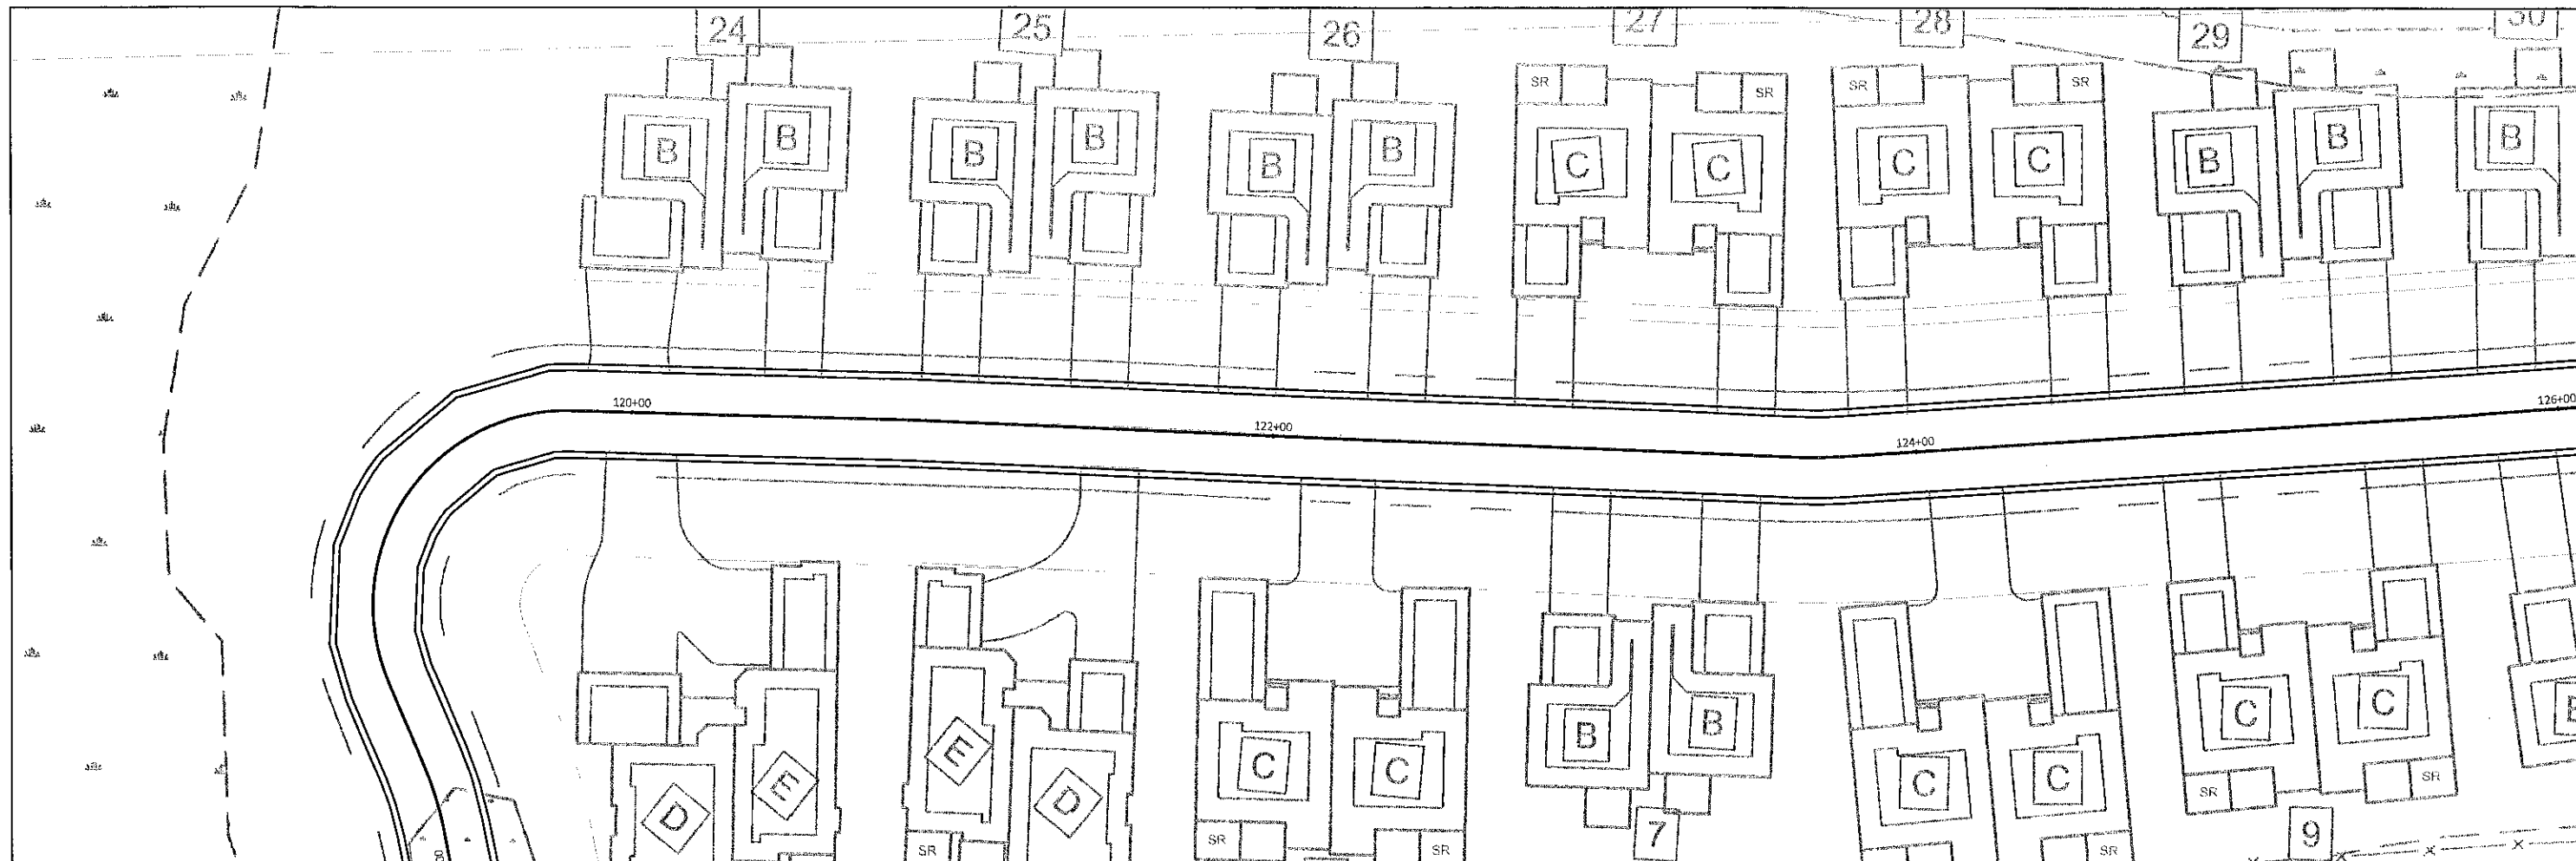 24 25 26 27 28 29 30
SR SR SR SR
B B B B B B C C C C B B B
120+00 122+00 124+00 126+00
D E E D C C B B C C C C
SR SR SR SR SR SR
7 9